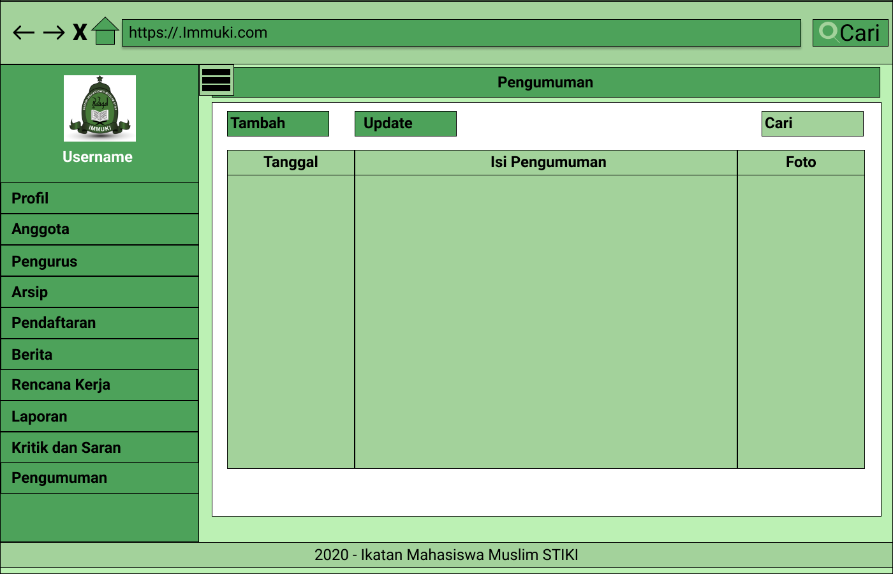 X https://.Immuki.com Cari
Pengumuman
IMMUKI
Username
Tambah Update Cari
Tanggal Isi Pengumuman Foto
Profil
Anggota
Pengurus
Arsip
Pendaftaran
Berita
Rencana Kerja
Laporan
Kritik dan Saran
Pengumuman
2020 - Ikatan Mahasiswa Muslim STIKI